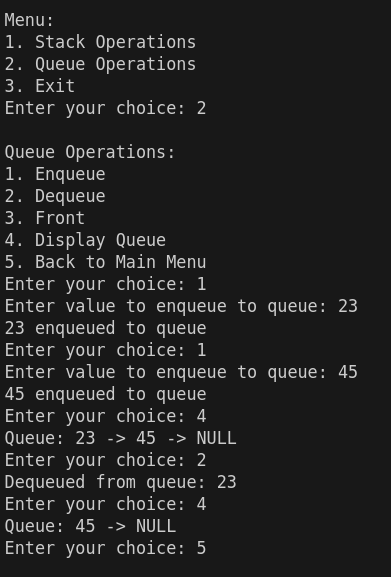 Menu:
1. Stack Operations
2. Queue Operations
3. Exit
Enter your choice: 2

Queue Operations:
1. Enqueue
2. Dequeue
3. Front
4. Display Queue
5. Back to Main Menu
Enter your choice: 1
Enter value to enqueue to queue: 23
23 enqueued to queue
Enter your choice: 1
Enter value to enqueue to queue: 45
45 enqueued to queue
Enter your choice: 4
Queue: 23 -> 45 -> NULL
Enter your choice: 2
Dequeued from queue: 23
Enter your choice: 4
Queue: 45 -> NULL
Enter your choice: 5